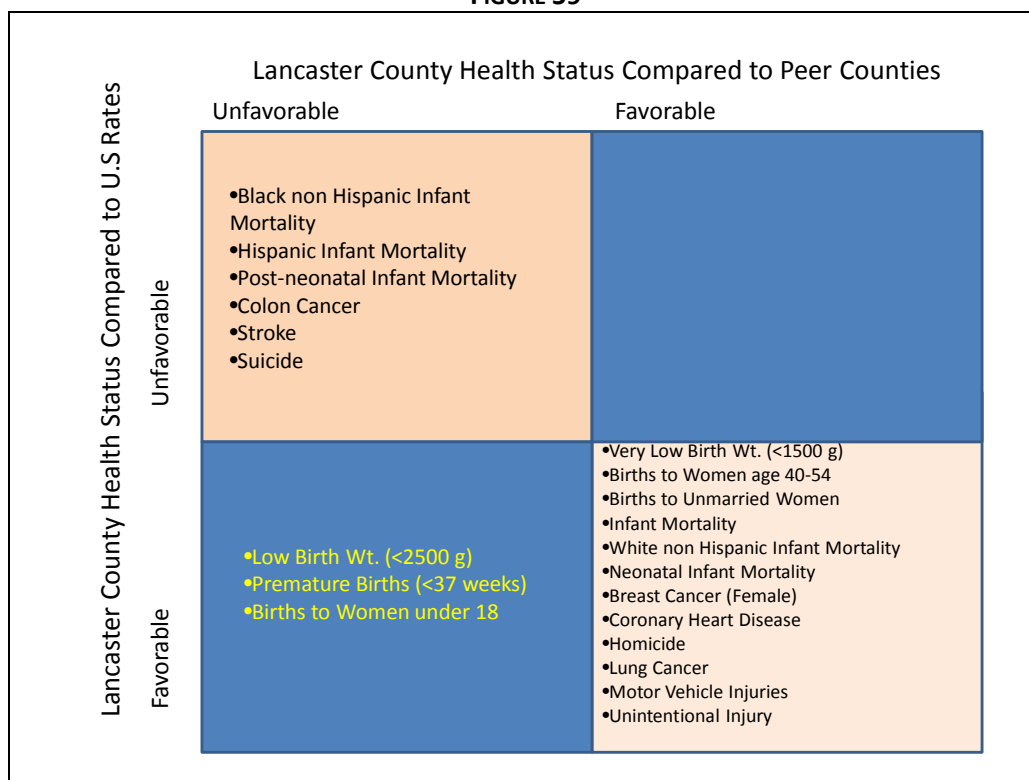 Lancaster County Health Status Compared to Peer Counties
Unfavorable
Favorable
Lancaster County Health Status Compared to U.S Rates
Unfavorable
•Black non Hispanic Infant
Mortality
•Hispanic Infant Mortality
•Post-neonatal Infant Mortality
•Colon Cancer
•Stroke
•Suicide
Favorable
•Low Birth Wt. (<2500 g)
•Premature Births (<37 weeks)
•Births to Women under 18
•Very Low Birth Wt. (<1500 g)
•Births to Women age 40-54
•Births to Unmarried Women
•Infant Mortality
•White non Hispanic Infant Mortality
•Neonatal Infant Mortality
•Breast Cancer (Female)
•Coronary Heart Disease
•Homicide
•Lung Cancer
•Motor Vehicle Injuries
•Unintentional Injury